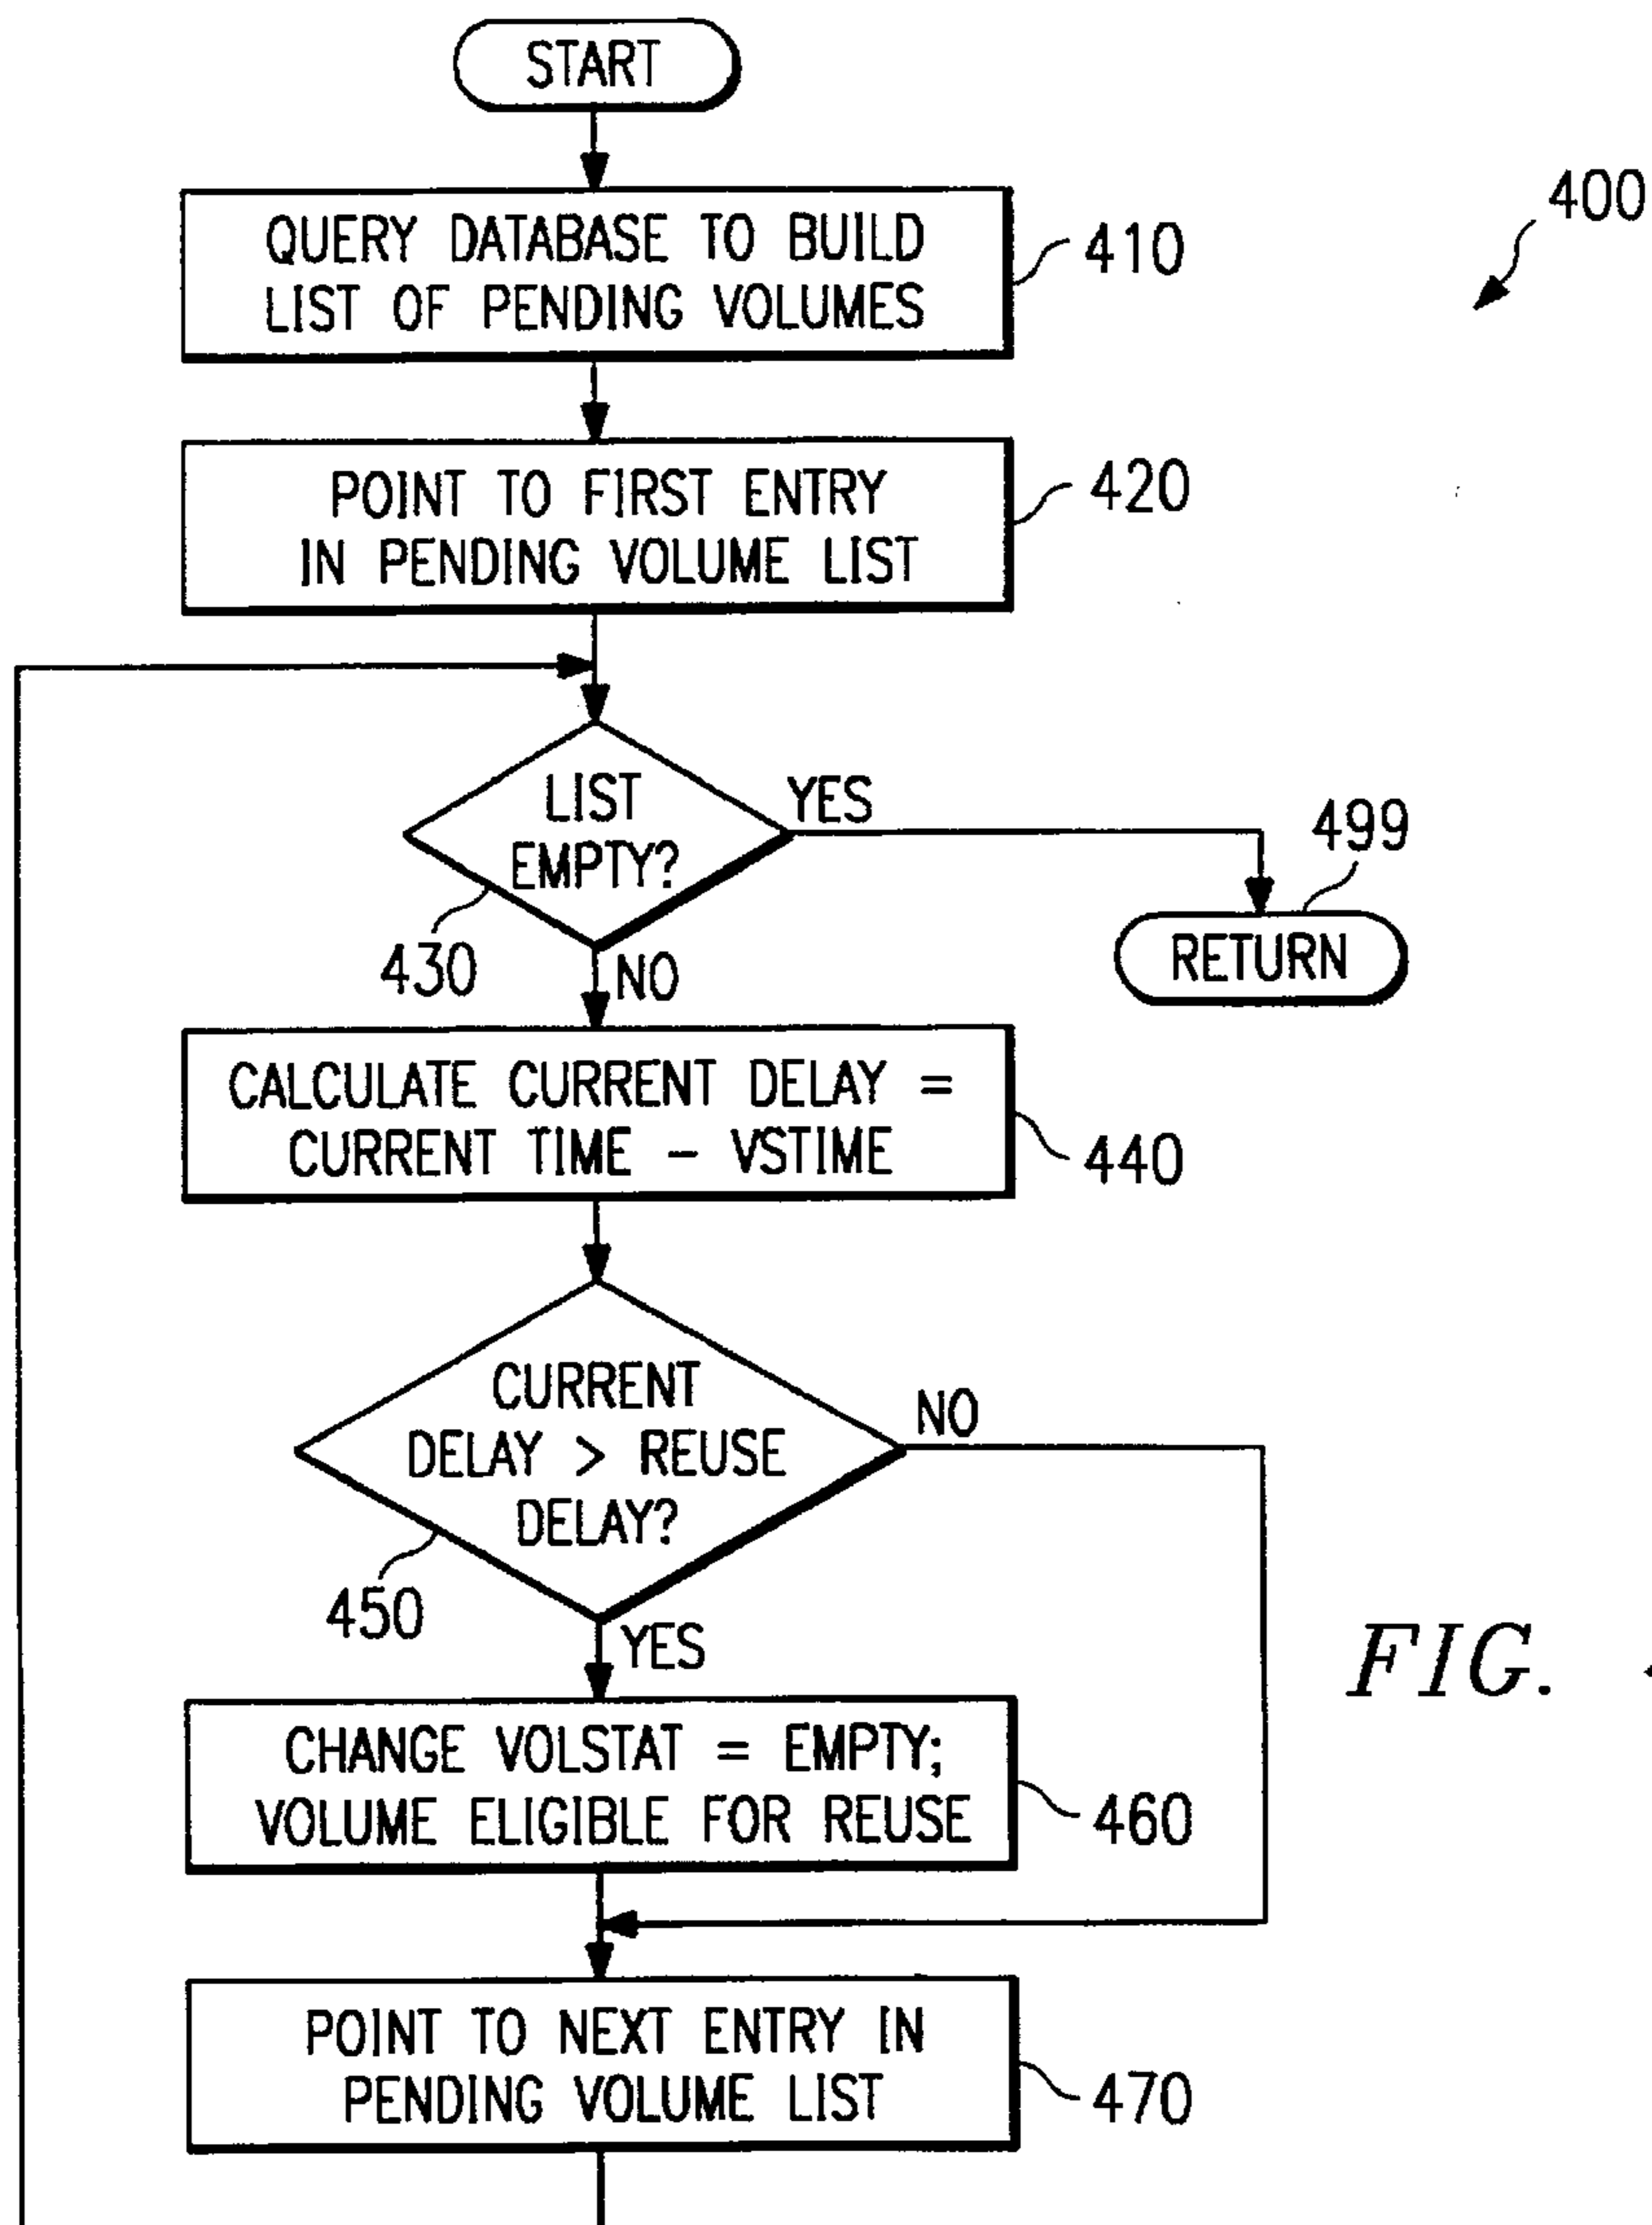 START
400
QUERY DATABASE TO BUILD
LIST OF PENDING VOLUMES
410
POINT TO FIRST ENTRY
IN PENDING VOLUME LIST
420
LIST
EMPTY?
YES
499
430
NO
RETURN
CALCULATE CURRENT DELAY =
CURRENT TIME - VSTIME
440
CURRENT
DELAY > REUSE
DELAY?
NO
450
YES
FIG.
CHANGE VOLSTAT = EMPTY;
VOLUME ELIGIBLE FOR REUSE
460
POINT TO NEXT ENTRY IN
PENDING VOLUME LIST
470